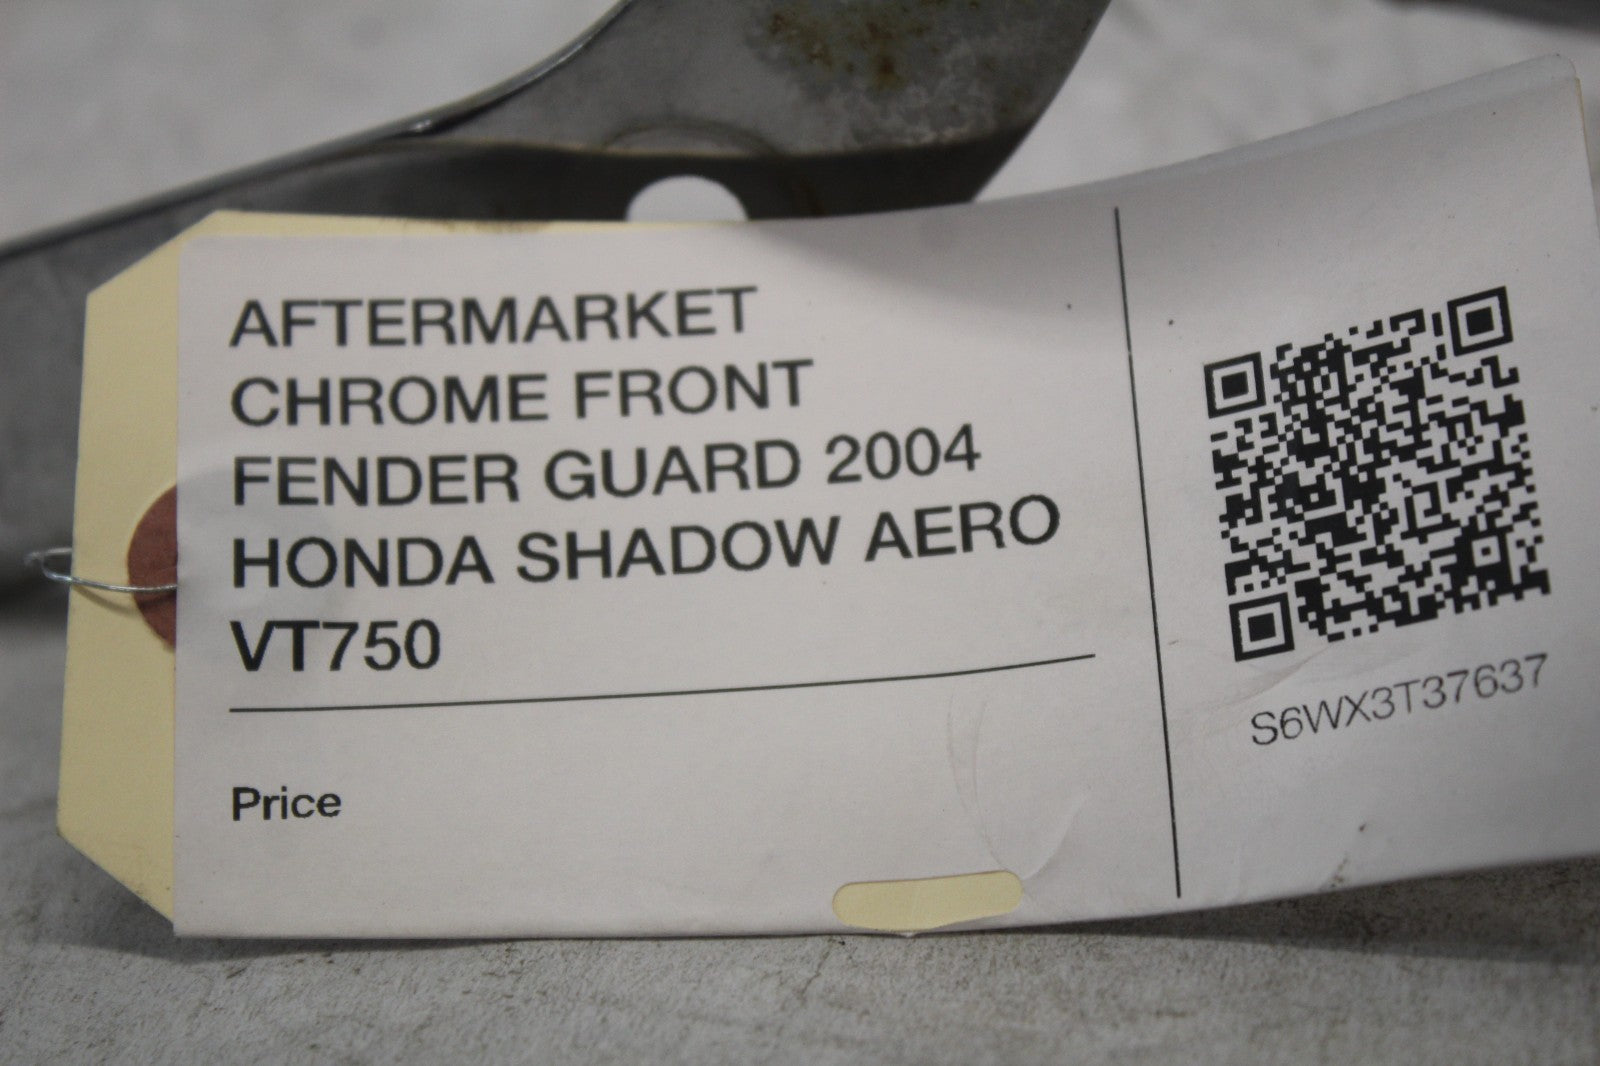 AFTERMARKET
CHROME FRONT
FENDER GUARD 2004
HONDA SHADOW AERO
VT750
Price
S6WX3T37637